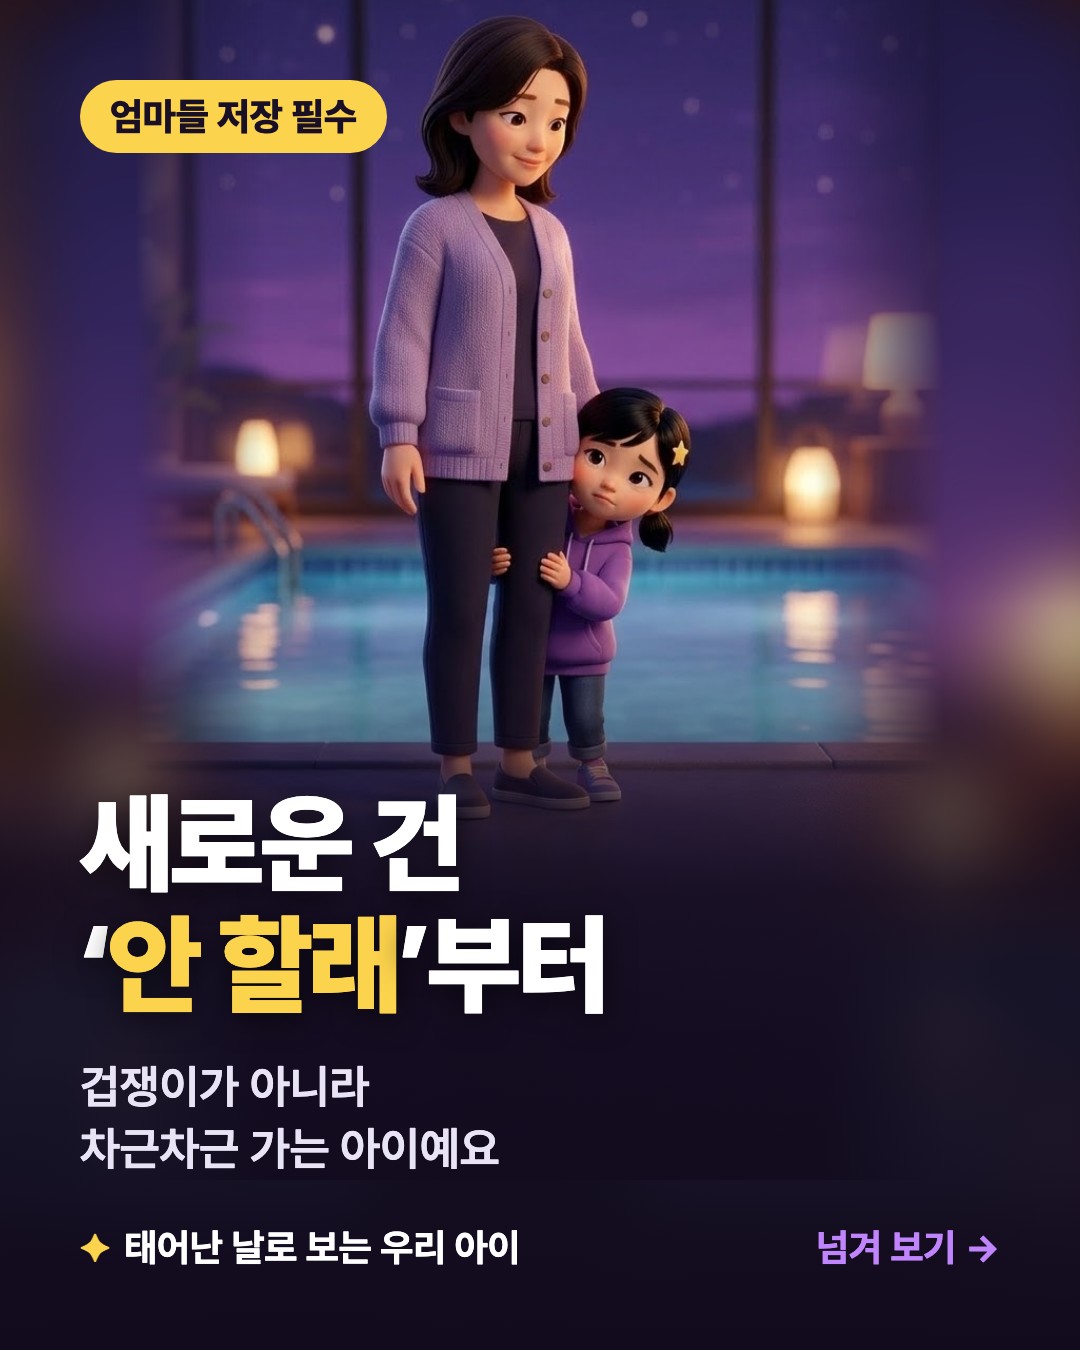 엄마들 저장 필수
새로운 건
‘안 할래’부터
겁쟁이가 아니라
차근차근 가는 아이예요
태어난 날로 보는 우리 아이
넘겨 보기 →